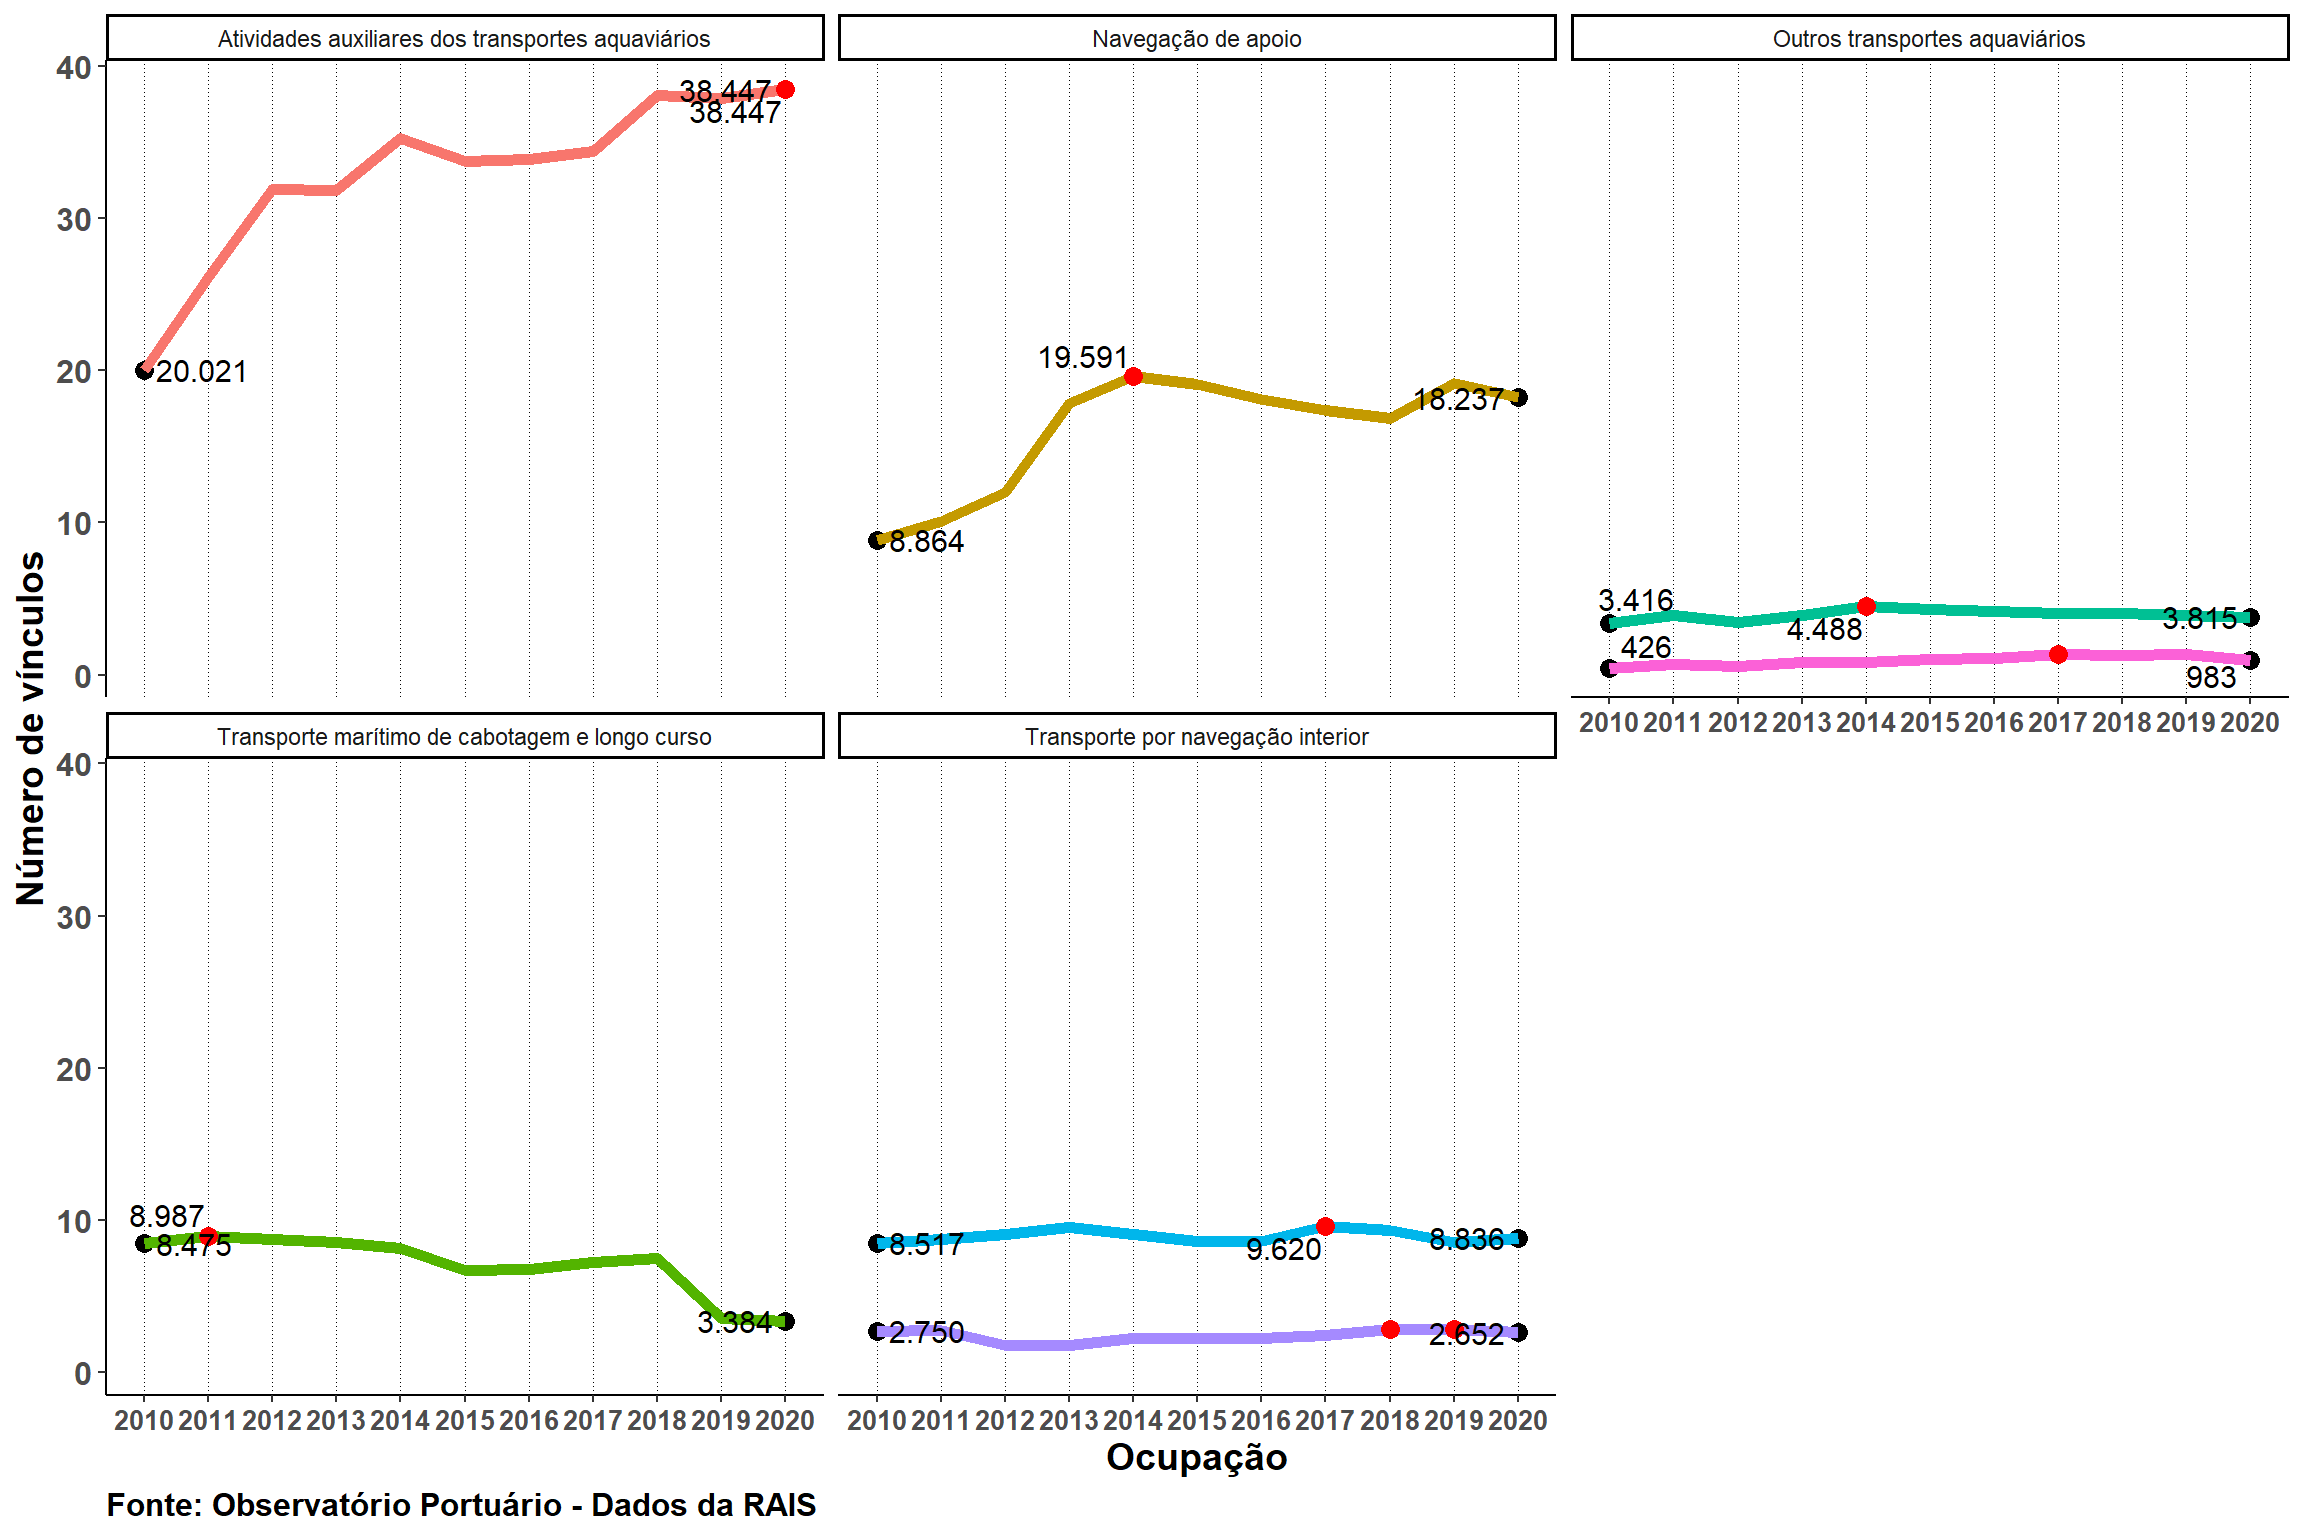 Atividades auxiliares dos transportes aquaviários
Navegação de apoio
Outros transportes aquaviários
40
30
20
10
0
38.447
38.447
20.021
19.591
18.237
8.864
3.416
4.488
3.815
426
983
2010 2011 2012 2013 2014 2015 2016 2017 2018 2019 2020
Número de vínculos
Transporte marítimo de cabotagem e longo curso
Transporte por navegação interior
40
30
20
10
0
8.987
8.475
3.384
8.517
9.620
8.836
2.750
2.652
2010 2011 2012 2013 2014 2015 2016 2017 2018 2019 2020
2010 2011 2012 2013 2014 2015 2016 2017 2018 2019 2020
Ocupação
Fonte: Observatório Portuário - Dados da RAIS